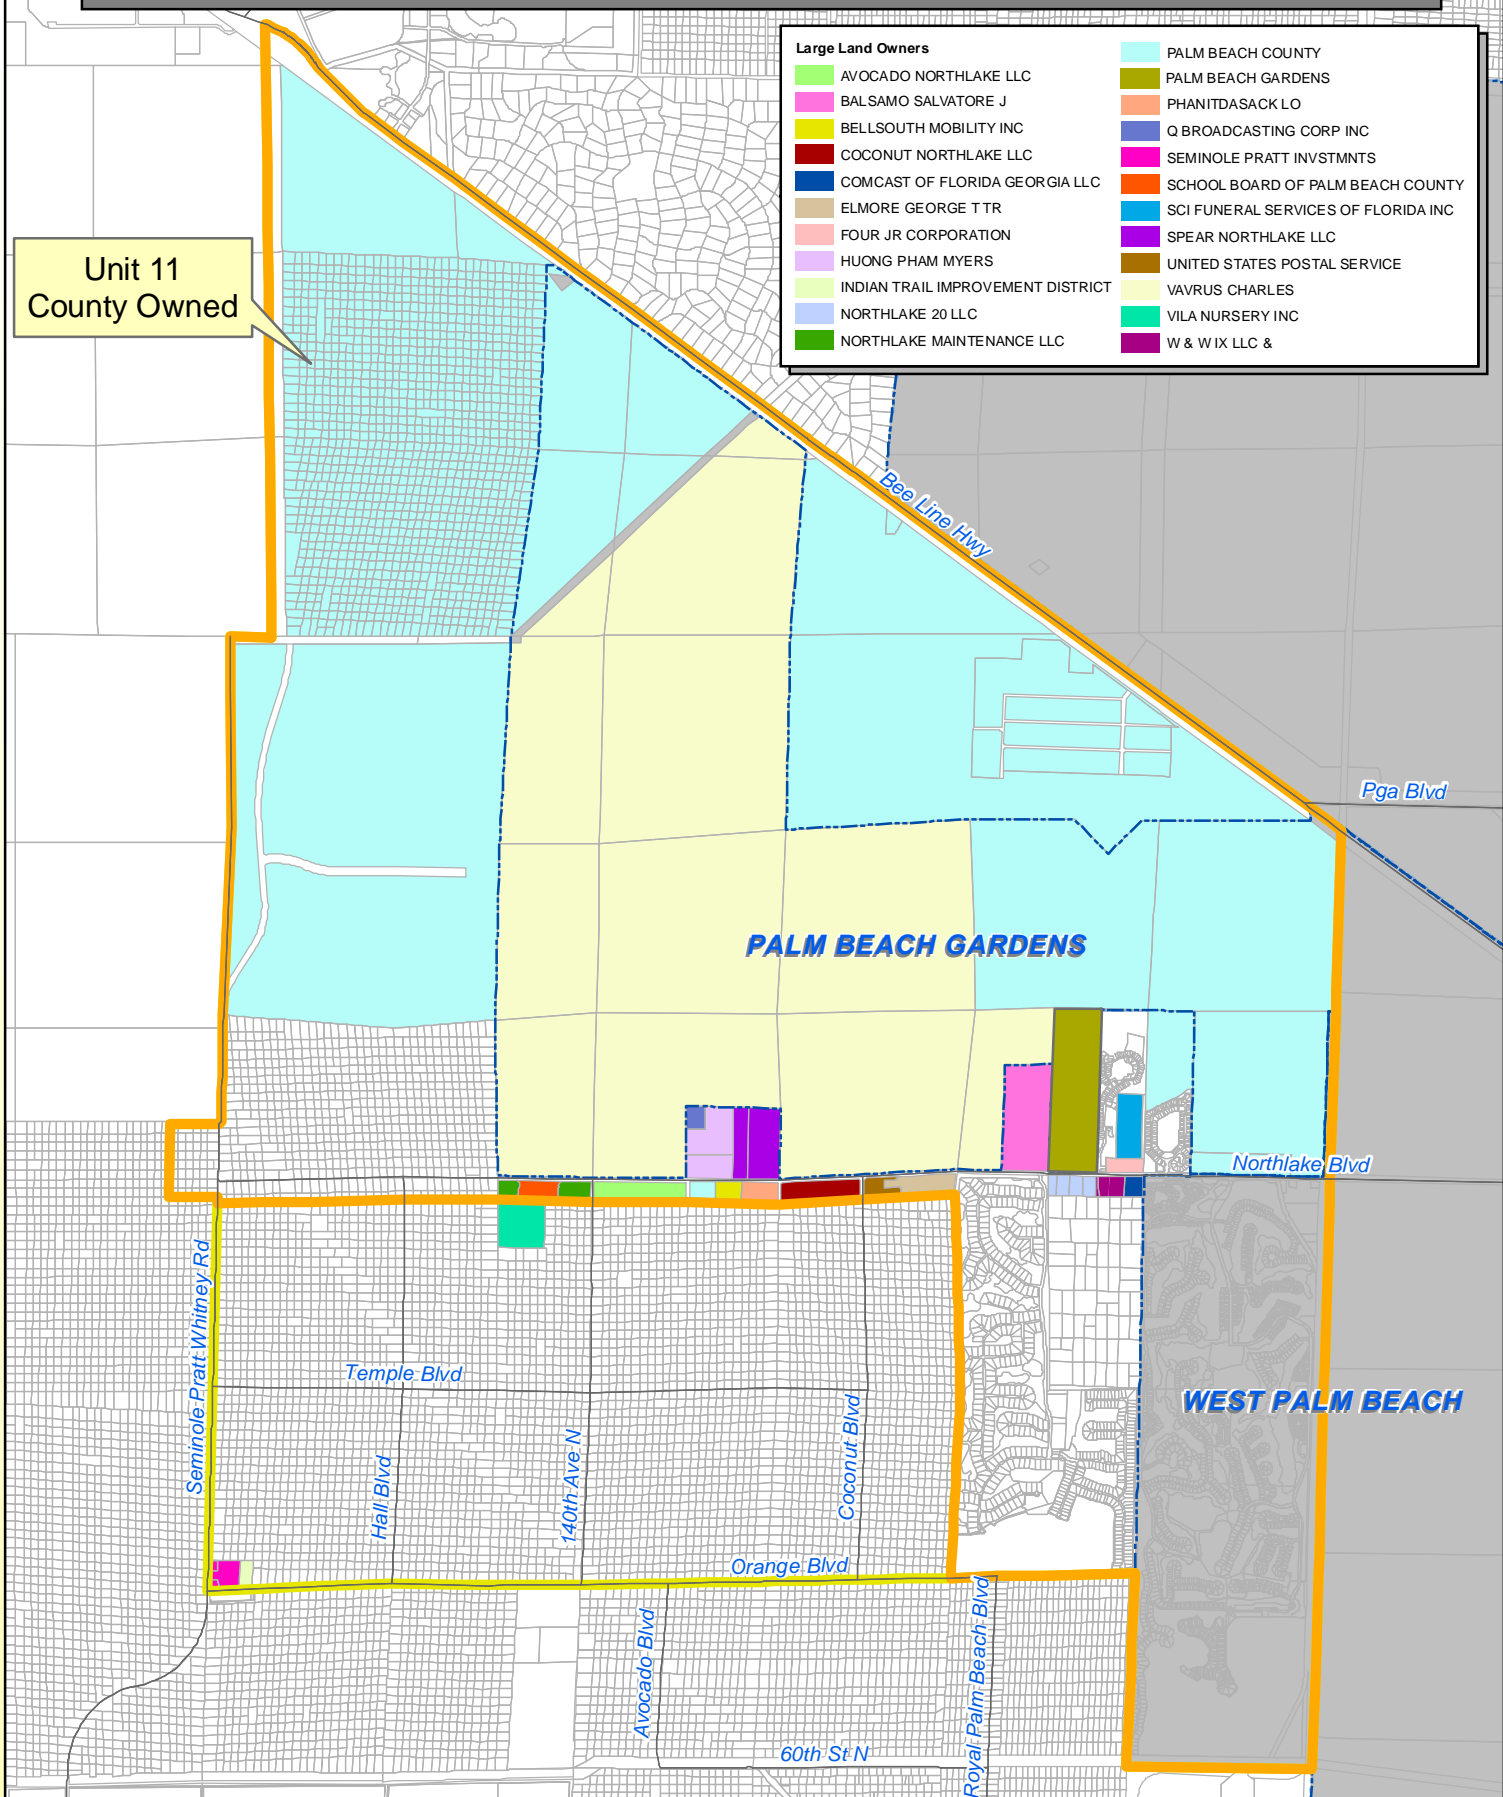 Large Land Owners
AVOCADO NORTHLAKE LLC
BALSAMO SALVATORE J
BELLSOUTH MOBILITY INC
COCONUT NORTHLAKE LLC
COMCAST OF FLORIDA GEORGIA LLC
ELMORE GEORGE T TR
FOUR JR CORPORATION
HUONG PHAM MYERS
INDIAN TRAIL IMPROVEMENT DISTRICT
NORTHLAKE 20 LLC
NORTHLAKE MAINTENANCE LLC
PALM BEACH COUNTY
PALM BEACH GARDENS
PHANITDASACK LO
Q BROADCASTING CORP INC
SEMINOLE PRATT INVSTMNTS
SCHOOL BOARD OF PALM BEACH COUNTY
SCI FUNERAL SERVICES OF FLORIDA INC
SPEAR NORTHLAKE LLC
UNITED STATES POSTAL SERVICE
VAVRUS CHARLES
VILA NURSERY INC
W & W IX LLC &
Unit 11
County Owned
Bee Line Hwy
Pga Blvd
PALM BEACH GARDENS
Northlake Blvd
Seminole Pratt Whitney Rd
Temple Blvd
WEST PALM BEACH
Hall Blvd
140th Ave N
Coconut Blvd
Orange Blvd
Avocado Blvd
Royal Palm Beach Blvd
60th St N